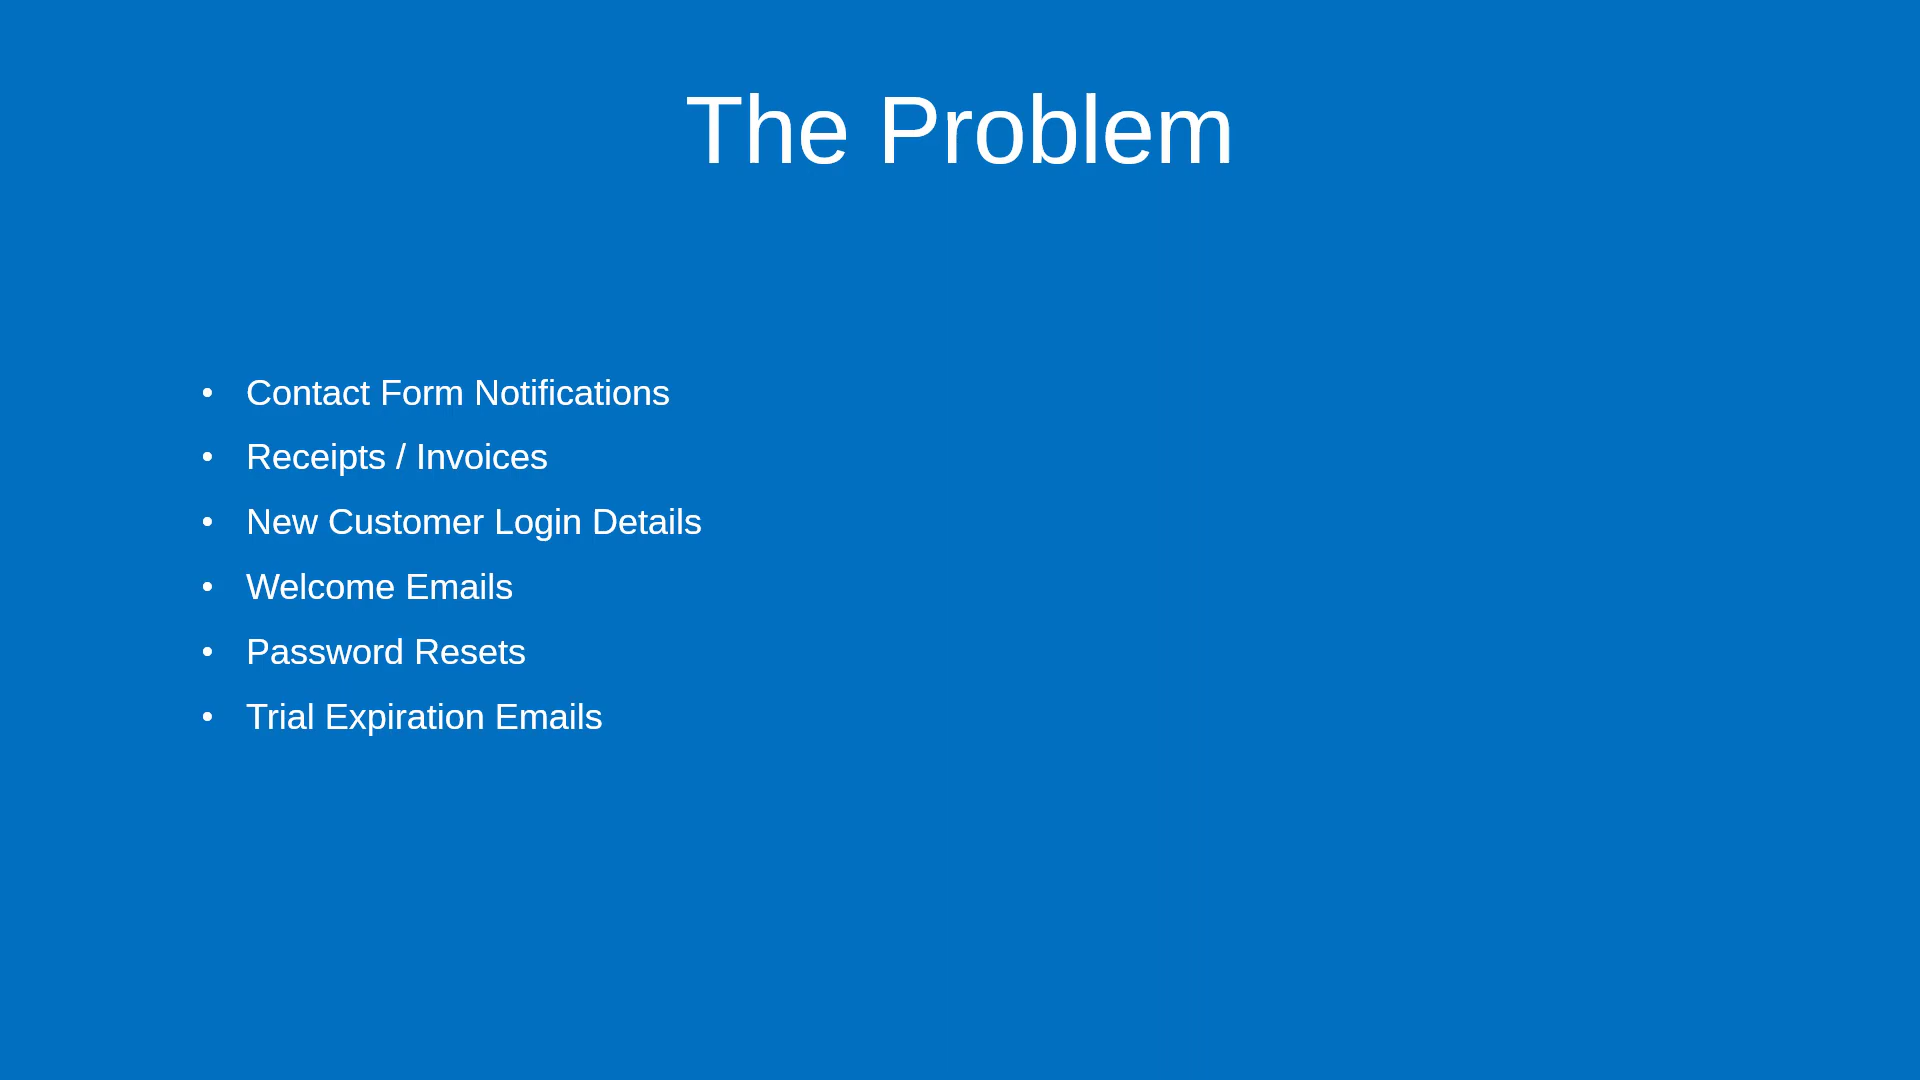 The Problem
• Contact Form Notifications
• Receipts / Invoices
• New Customer Login Details
• Welcome Emails
• Password Resets
• Trial Expiration Emails